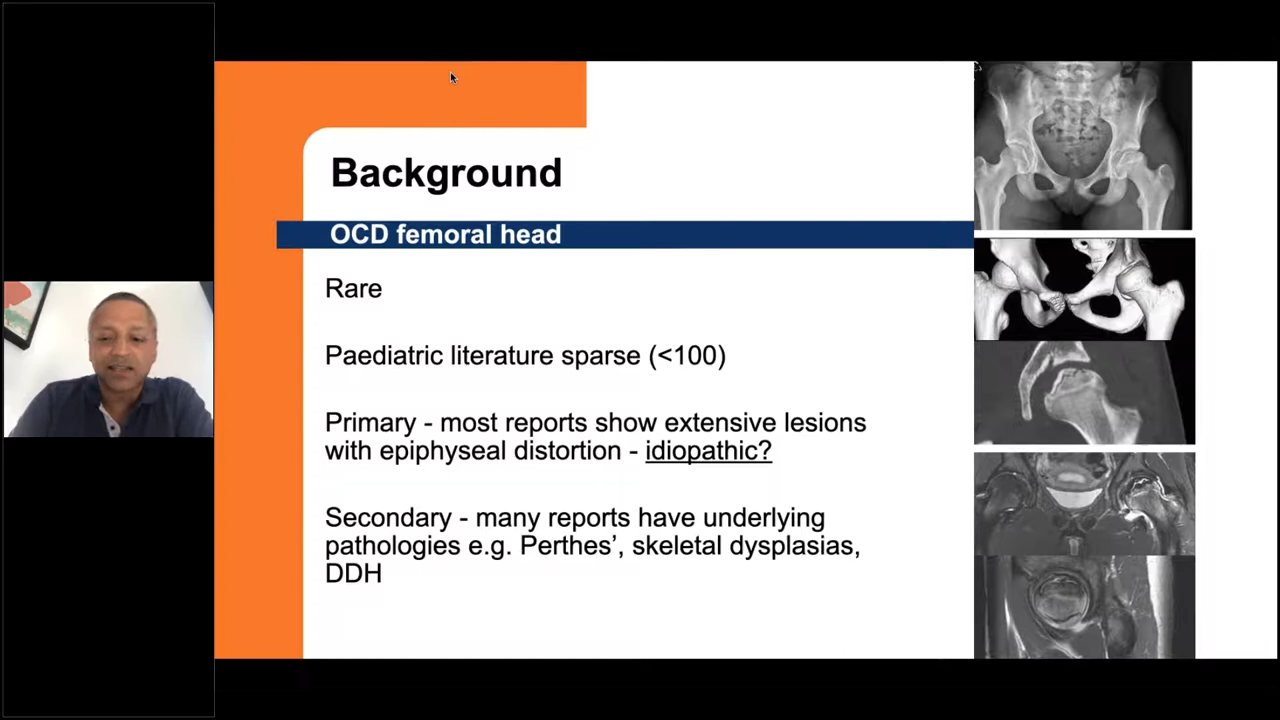 Background
OCD femoral head
Rare
Paediatric literature sparse (<100)
Primary - most reports show extensive lesions
with epiphyseal distortion - idiopathic?
Secondary - many reports have underlying
pathologies e.g. Perthes’, skeletal dysplasias,
DDH